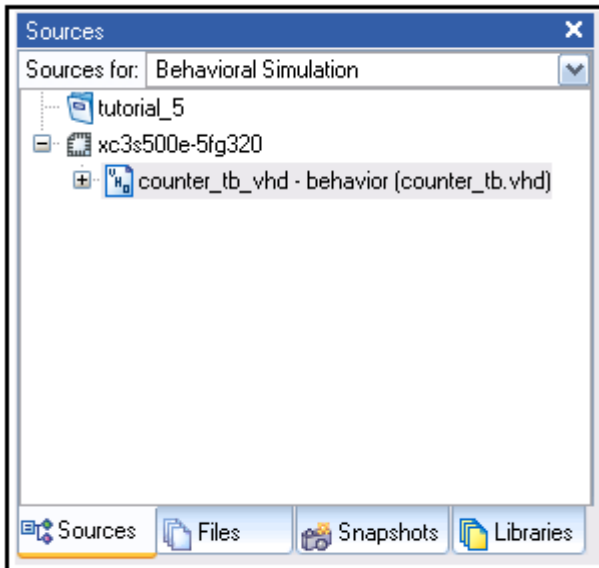 Sources
Sources for: Behavioral Simulation
tutorial_5
xc3s500e-5fg320
counter_tb_vhd - behavior (counter_tb.vhd)
Sources Files Snapshots Libraries